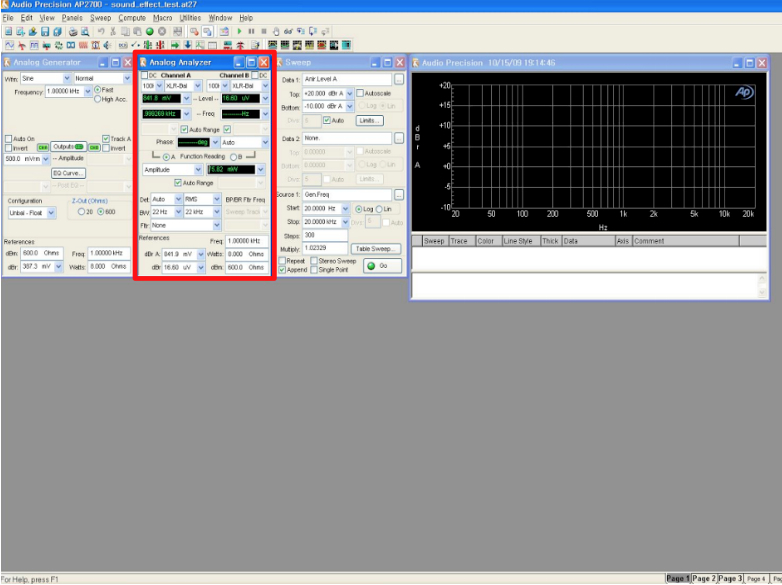 Audio Precision AP2700 - sound_effect_test.at27
File Edit View Panels Sweep Compute Macro Utilities Window Help
Analog Generator
Wfm: Sine Normal
Frequency: 1.00000 kHz Fast
High Acc.
Auto On Track A
Invert Outputs Invert
500.0 mVrms -- Amplitude
EQ Curve...
-- Post EQ --
Configuration Z-Out (Ohms)
Unbal - Float 20 600
References
dBm: 600.0 Ohms Freq: 1.00000 kHz
dBr: 387.3 mV Watts: 8.000 Ohms
Analog Analyzer
DC Channel A Channel B DC
100k XLR-Bal 100k XLR-Bal
841.9 mV -- Level -- 16.60 uV
.999260 kHz -- Freq Hz
Auto Range
Phase: deg Auto
A Function Reading B
Amplitude 15.82 mV
Auto Range
Det: Auto RMS BP/BR Fltr Freq
BW: 22 Hz 22 kHz Sweep Track
Fltr: None
References Freq: 1.00000 kHz
dBr A: 841.9 mV Watts: 8.000 Ohms
dBr: 16.60 uV dBm: 600.0 Ohms
Sweep
Data 1: Anlr.Level A ...
Top: +20.000 dBr A Autoscale
Bottom: -10.000 dBr A Log Lin
Divs: 5 Auto Limits...
Data 2: None. ...
Top: 0.00000 Autoscale
Bottom: 0.00000 Log Lin
Divs: 5 Auto Limits...
Source 1: Gen.Freq ...
Start: 20.0000 Hz Log Lin
Stop: 20.0000 kHz Divs: 5 Auto
Steps: 300
Multiply: 1.02329 Table Sweep...
Repeat Stereo Sweep
Append Single Point Go
Audio Precision 10/15/09 19:14:46
+20
+15
+10
+5
+0
-5
-10
d
B
r
A
Ap
20 50 100 200 500 1k 2k 5k 10k 20k
Hz
Sweep Trace Color Line Style Thick Data Axis Comment
For Help, press F1
Page 1 Page 2 Page 3 Page 4